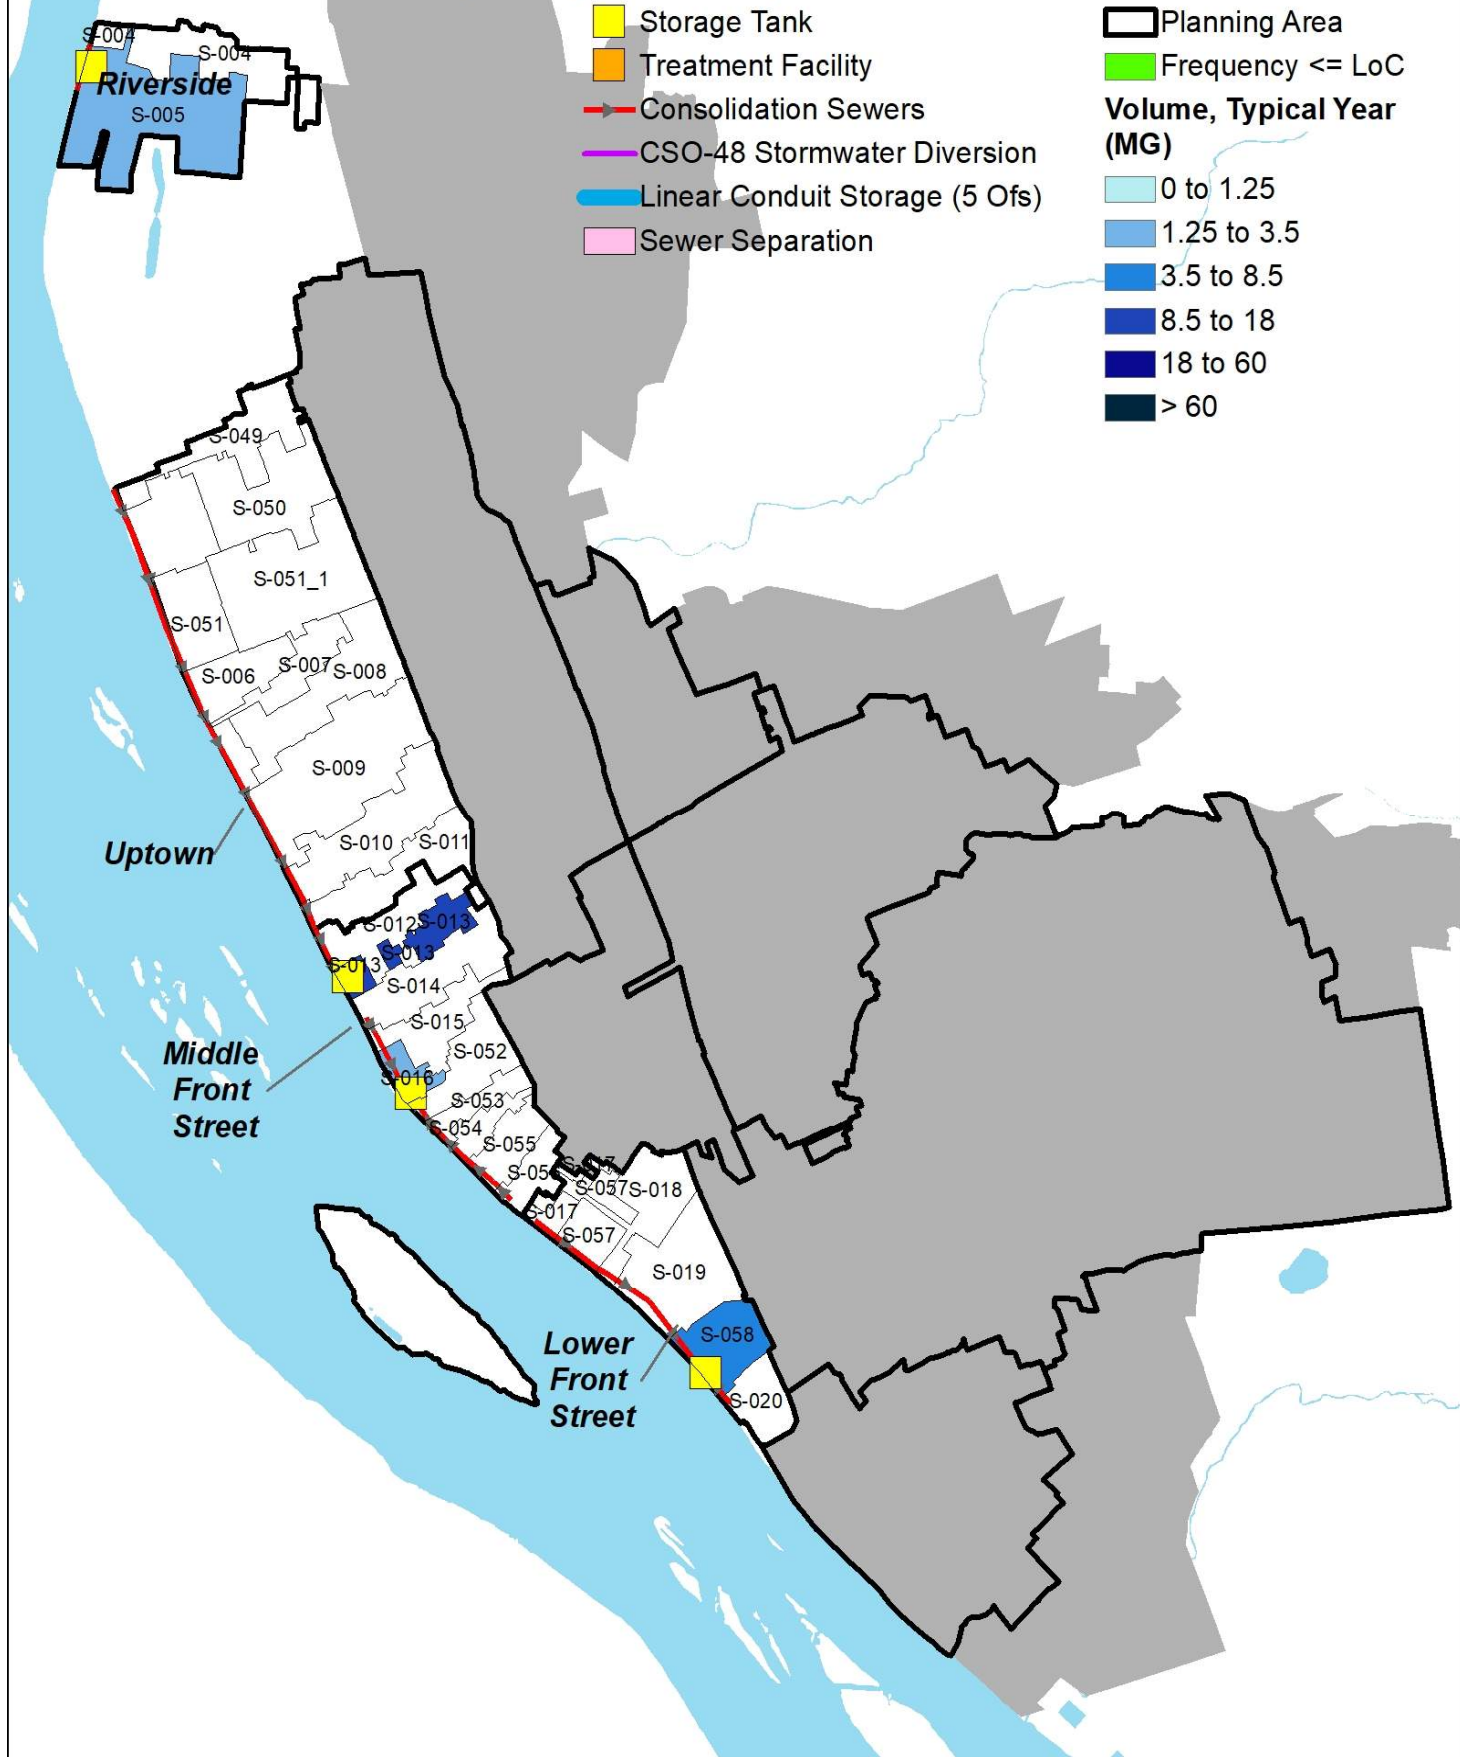 Storage Tank
Treatment Facility
Consolidation Sewers
CSO-48 Stormwater Diversion
Linear Conduit Storage (5 Ofs)
Sewer Separation
Planning Area
Frequency <= LoC
Volume, Typical Year
(MG)
0 to 1.25
1.25 to 3.5
3.5 to 8.5
8.5 to 18
18 to 60
> 60
S-004
S-004
Riverside
S-005
S-049
S-050
S-051_1
S-051
S-006
S-007
S-008
S-009
S-010
S-011
Uptown
S-012
S-013
S-013
S-013
S-014
S-015
S-052
Middle
Front
Street
S-016
S-053
S-054
S-055
S-056
S-017
S-057
S-018
S-017
S-057
S-019
S-058
Lower
Front
Street
S-020